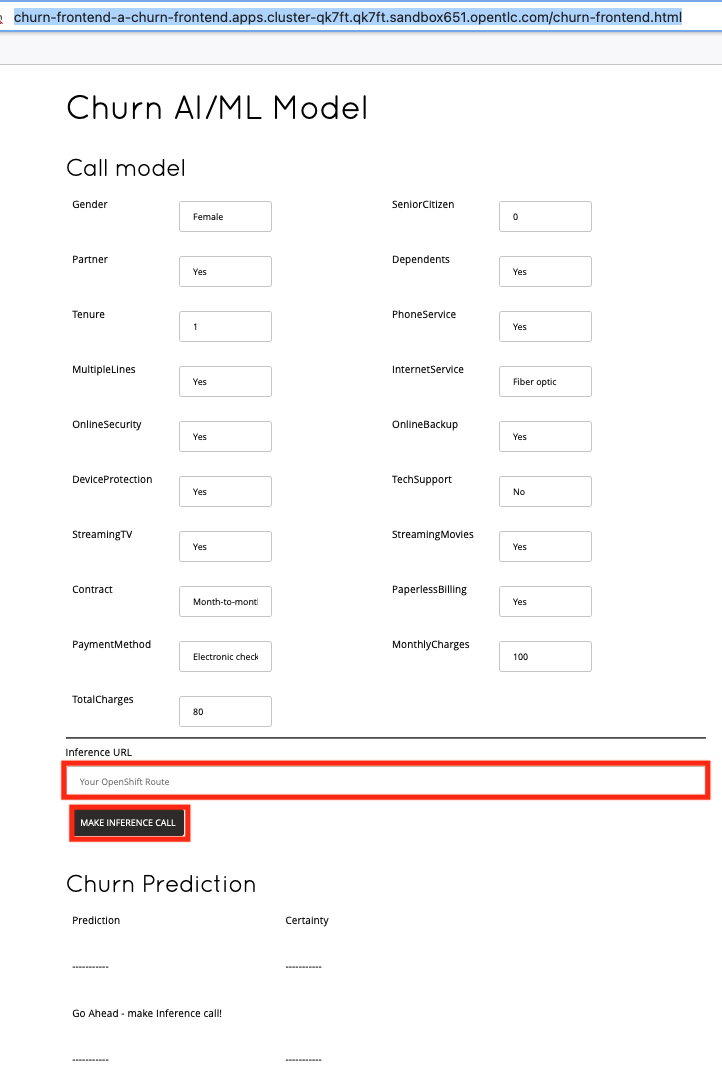 churn-frontend-a-churn-frontend.apps.cluster-qk7ft.qk7ft.sandbox651.opentlc.com/churn-frontend.html
Churn AI/ML Model
Call model
Gender Female SeniorCitizen 0
Partner Yes Dependents Yes
Tenure 1 PhoneService Yes
MultipleLines Yes InternetService Fiber optic
OnlineSecurity Yes OnlineBackup Yes
DeviceProtection Yes TechSupport No
StreamingTV Yes StreamingMovies Yes
Contract Month-to-mont PaperlessBilling Yes
PaymentMethod Electronic check MonthlyCharges 100
TotalCharges 80
Inference URL
Your OpenShift Route
MAKE INFERENCE CALL
Churn Prediction
Prediction Certainty
----------- -----------
Go Ahead - make Inference call!
----------- -----------